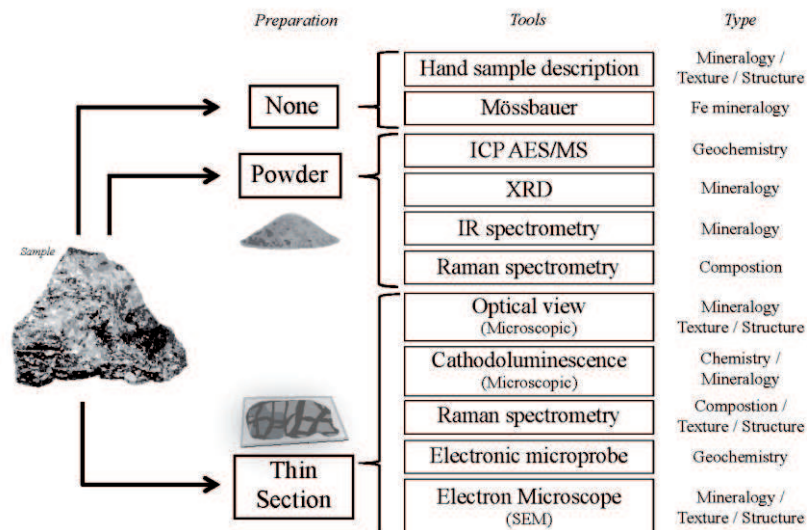 Preparation Tools Type
Hand sample description
Mineralogy /
Texture / Structure
None
Mössbauer
Fe mineralogy
ICP AES/MS
Geochemistry
Powder
XRD
Mineralogy
IR spectrometry
Mineralogy
Sample
Raman spectrometry
Compostion
Optical view
(Microscopic)
Mineralogy
Texture / Structure
Cathodoluminescence
(Microscopic)
Chemistry /
Mineralogy
Raman spectrometry
Compostion /
Texture / Structure
Thin
Section
Electronic microprobe
Geochemistry
Electron Microscope
(SEM)
Mineralogy /
Texture / Structure